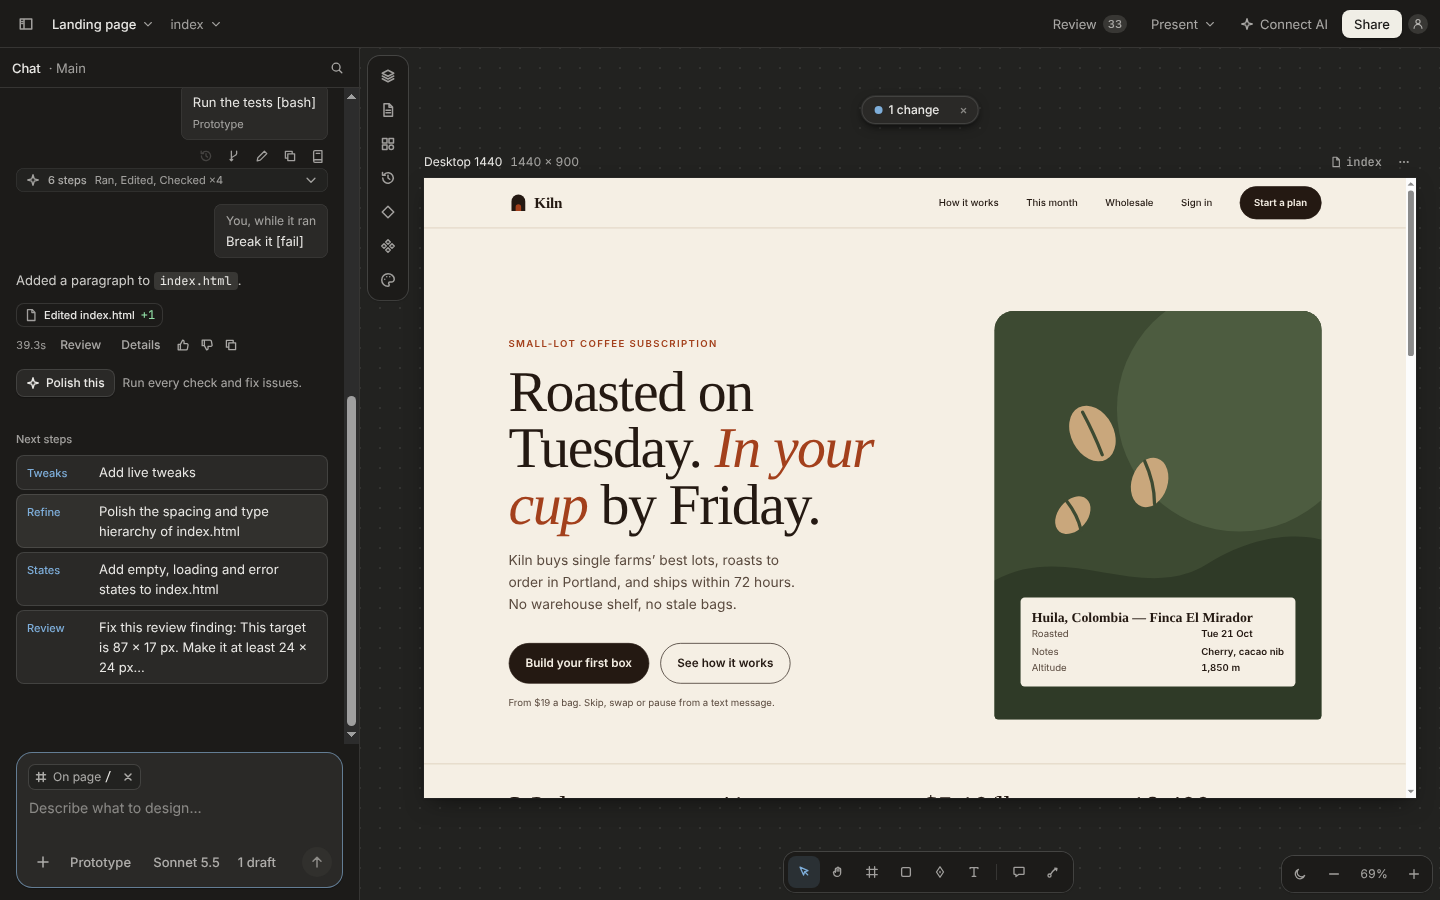 Landing page
index
Review 33
Present
Connect AI
Share
Chat · Main
Run the tests [bash]
Prototype
6 steps Ran, Edited, Checked ×4
You, while it ran
Break it [fail]
Added a paragraph to index.html.
Edited index.html +1
39.3s Review Details
Polish this Run every check and fix issues.
Next steps
Tweaks Add live tweaks
Refine Polish the spacing and type
hierarchy of index.html
States Add empty, loading and error
states to index.html
Review Fix this review finding: This target
is 87 × 17 px. Make it at least 24 ×
24 px...
On page /
Describe what to design...
Prototype Sonnet 5.5 1 draft
1 change
Desktop 1440 1440 × 900
index
Kiln
How it works This month Wholesale Sign in Start a plan
SMALL-LOT COFFEE SUBSCRIPTION
Roasted on
Tuesday. In your
cup by Friday.
Kiln buys single farms’ best lots, roasts to
order in Portland, and ships within 72 hours.
No warehouse shelf, no stale bags.
Build your first box See how it works
From $19 a bag. Skip, swap or pause from a text message.
Huila, Colombia — Finca El Mirador
Roasted Tue 21 Oct
Notes Cherry, cacao nib
Altitude 1,850 m
69%